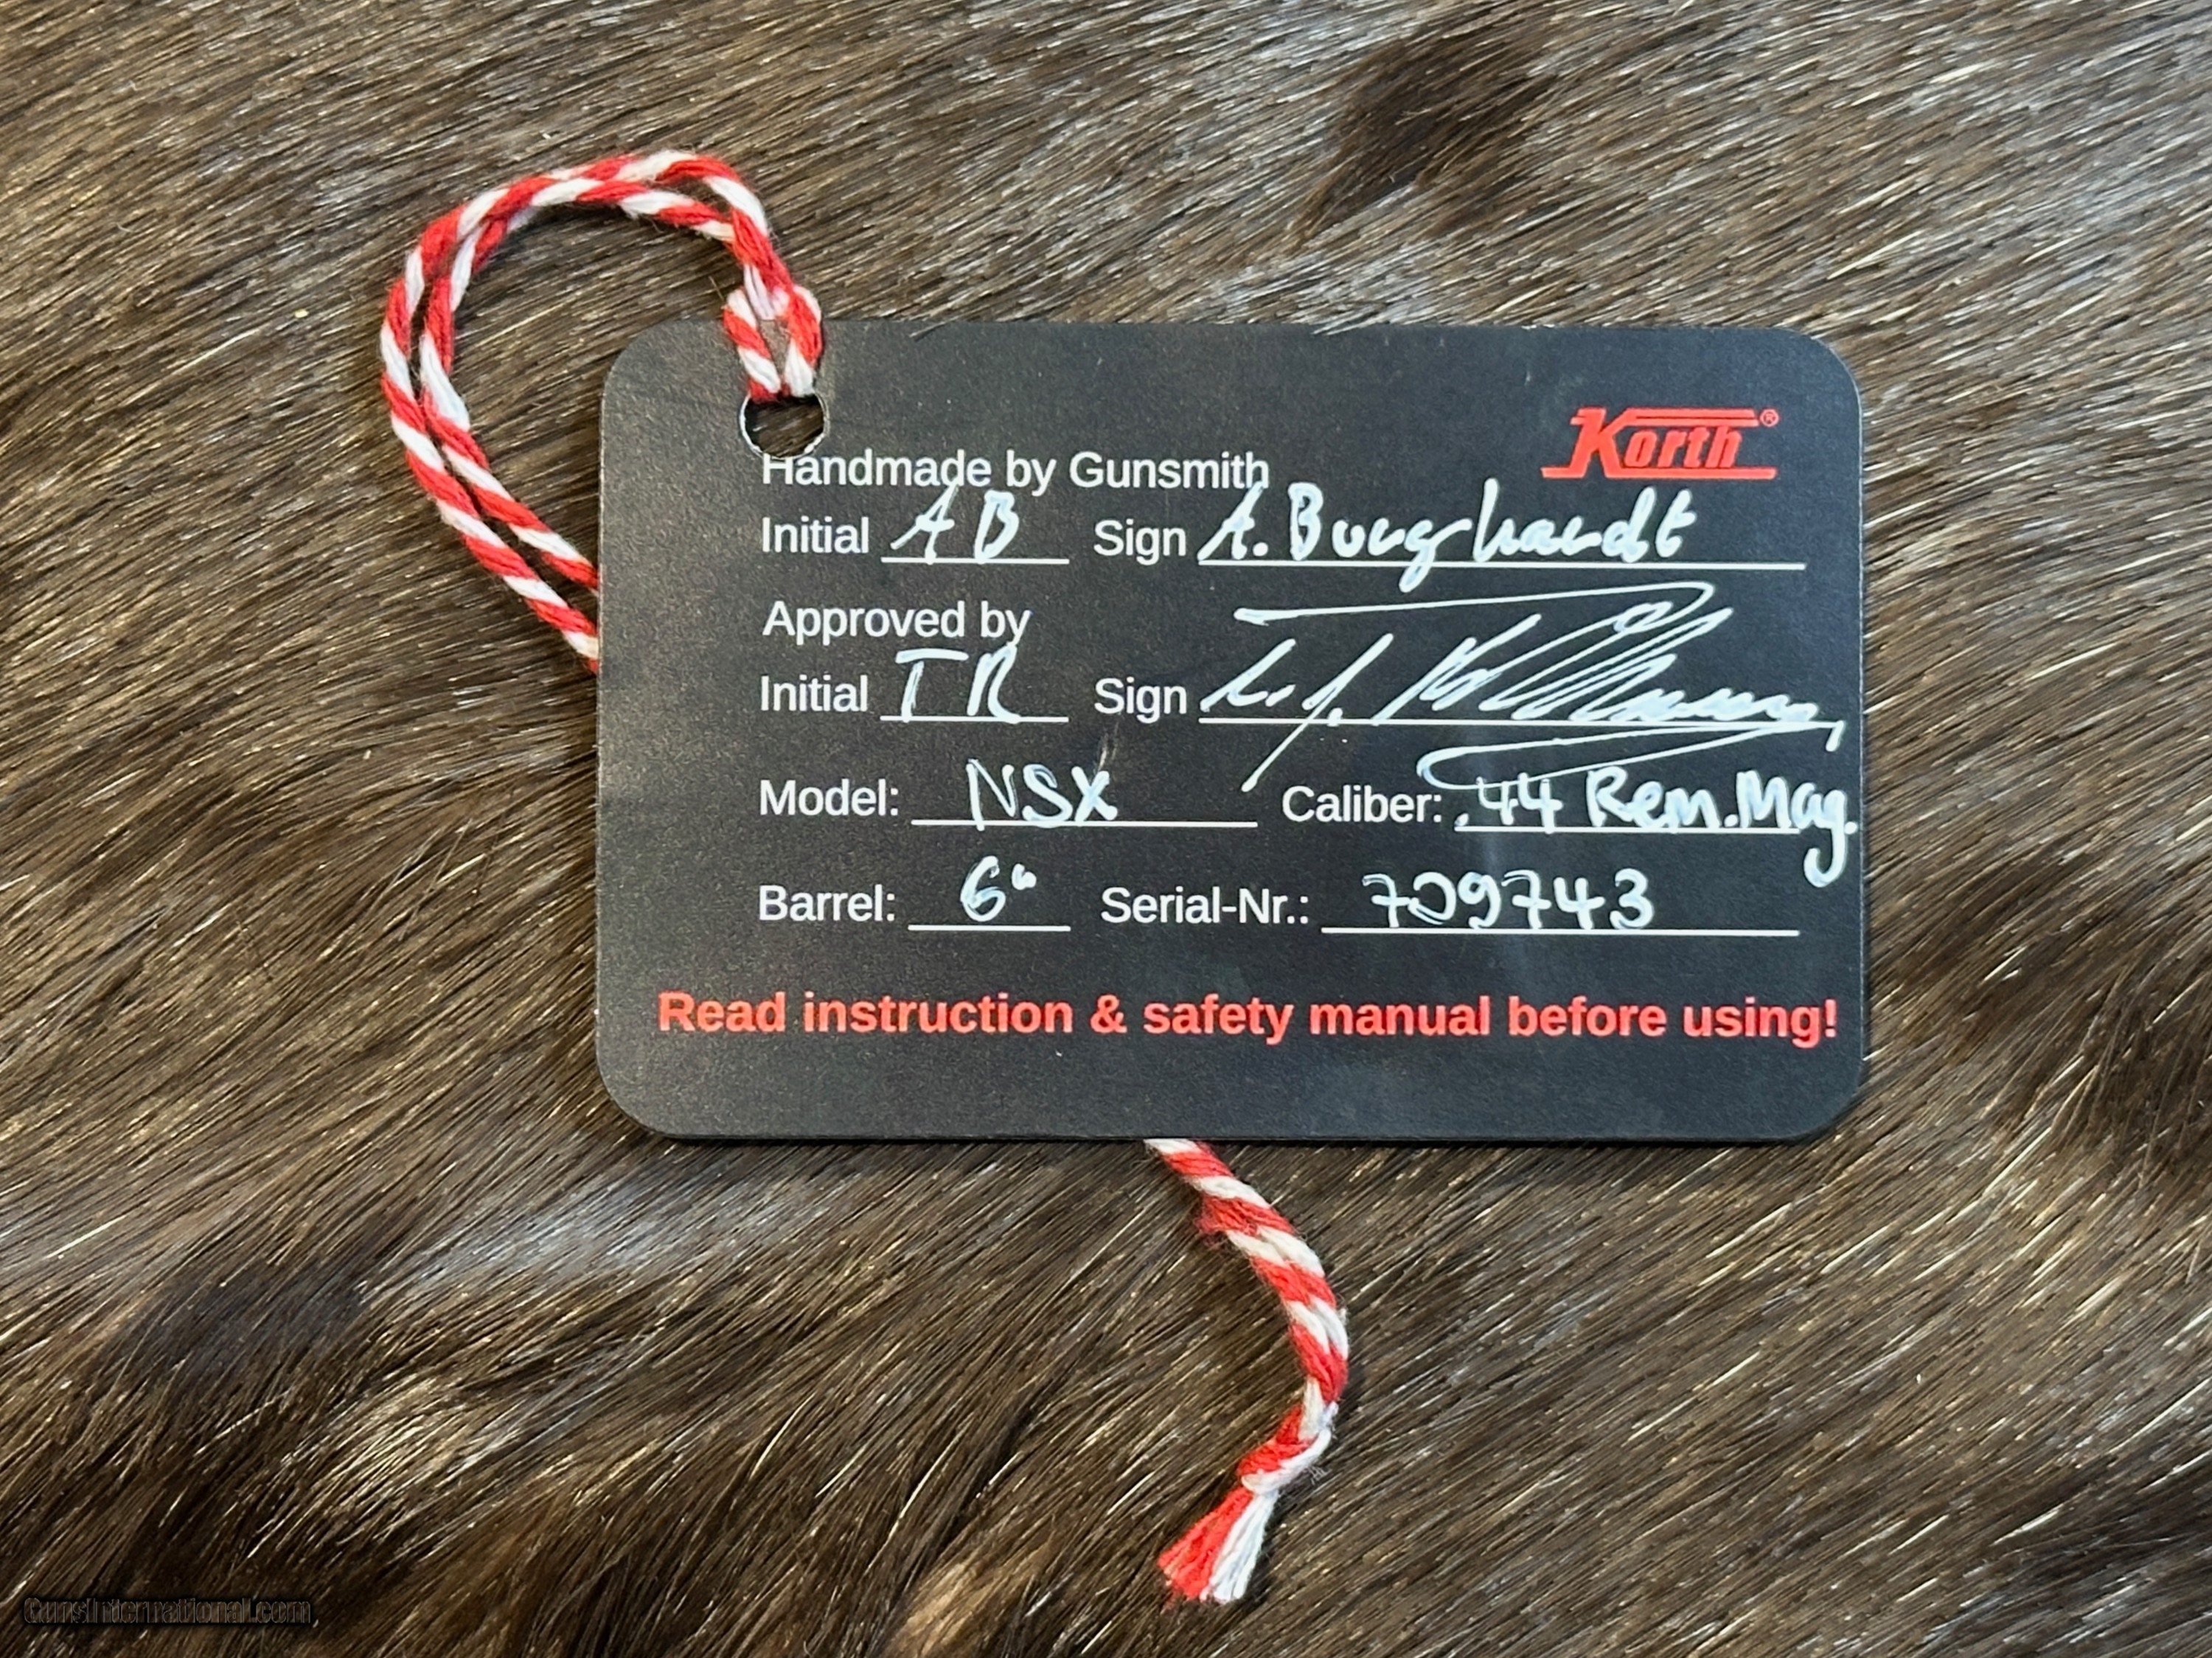 Korth®
Handmade by Gunsmith
Initial AB Sign A. Burghardt
Approved by
Initial TR Sign
Model: NSX Caliber: .44 Rem. Mag.
Barrel: 6" Serial-Nr.: 709743
Read instruction & safety manual before using!
GunsInternational.com